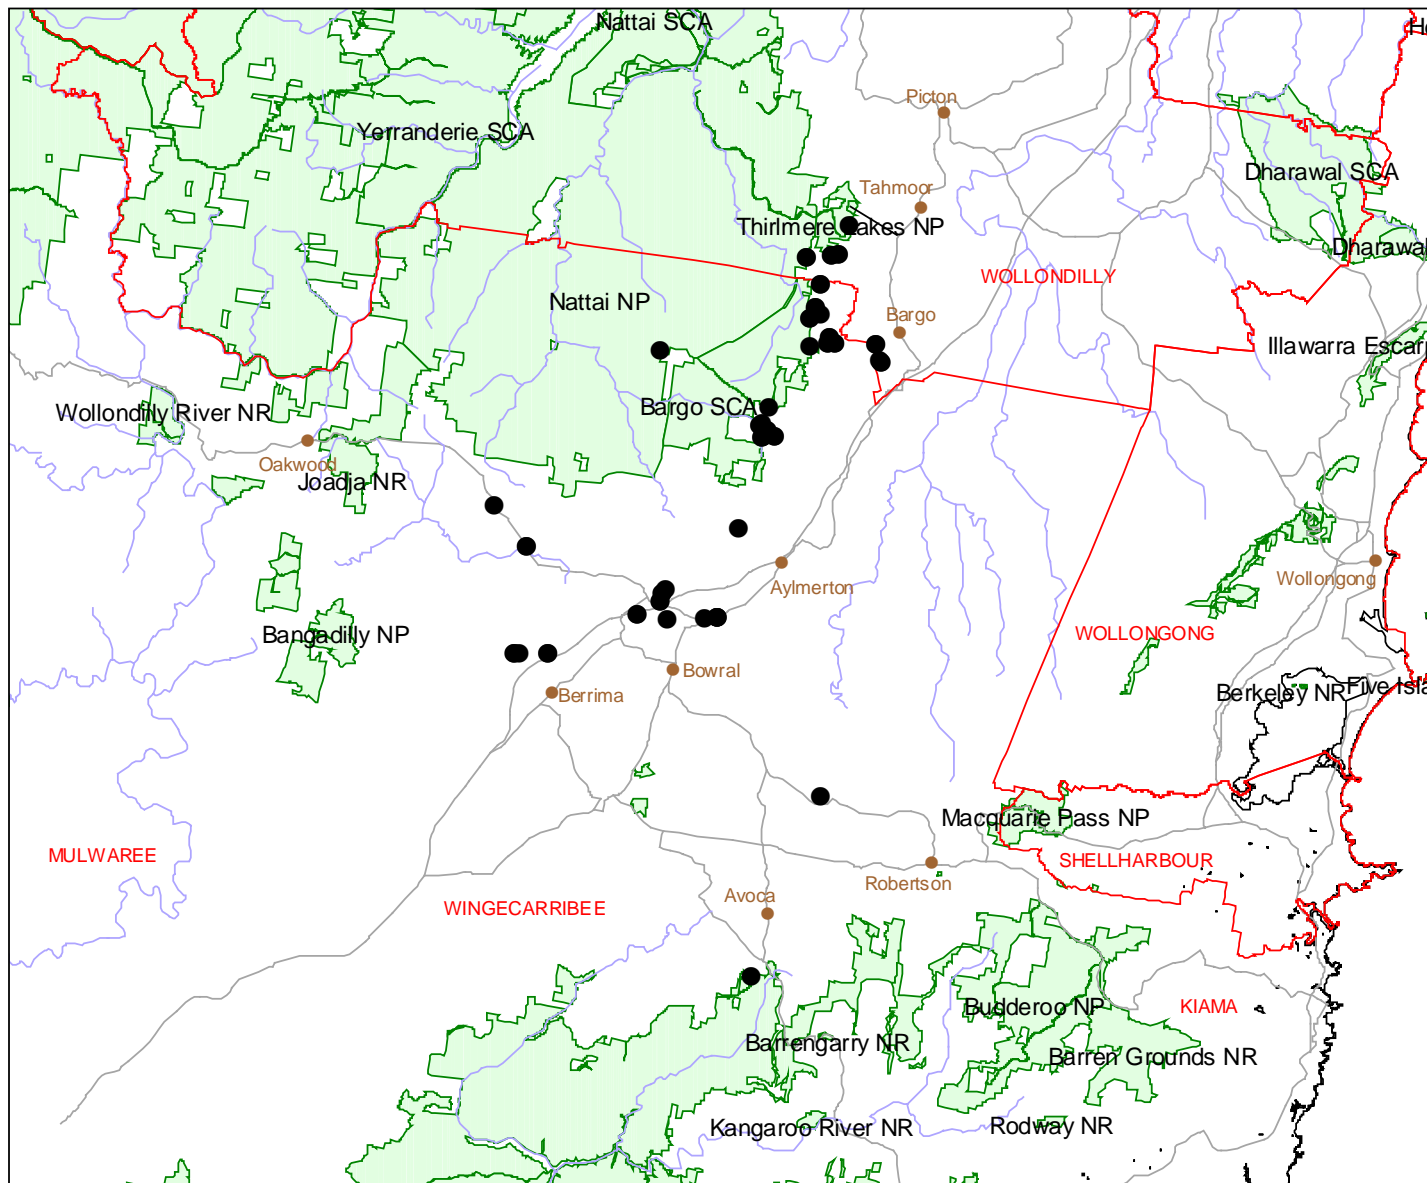 Nattai SCA
He
Picton
Yerranderie SCA
Dharawal SCA
Tahmoor
Thirlmere Lakes NP
Dharawal
WOLLONDILLY
Nattai NP
Bargo
Illawarra Escarp
Wollondilly River NR
Bargo SCA
Oakwood
Joadja NR
Aylmerton
Wollongong
Bangadilly NP
WOLLONGONG
Bowral
Berrima
Berkeley NR
Five Isla
Macquarie Pass NP
MULWAREE
SHELLHARBOUR
Robertson
Avoca
WINGECARRIBEE
Budderoo NP
KIAMA
Barrengarry NR
Barren Grounds NR
Kangaroo River NR
Rodway NR